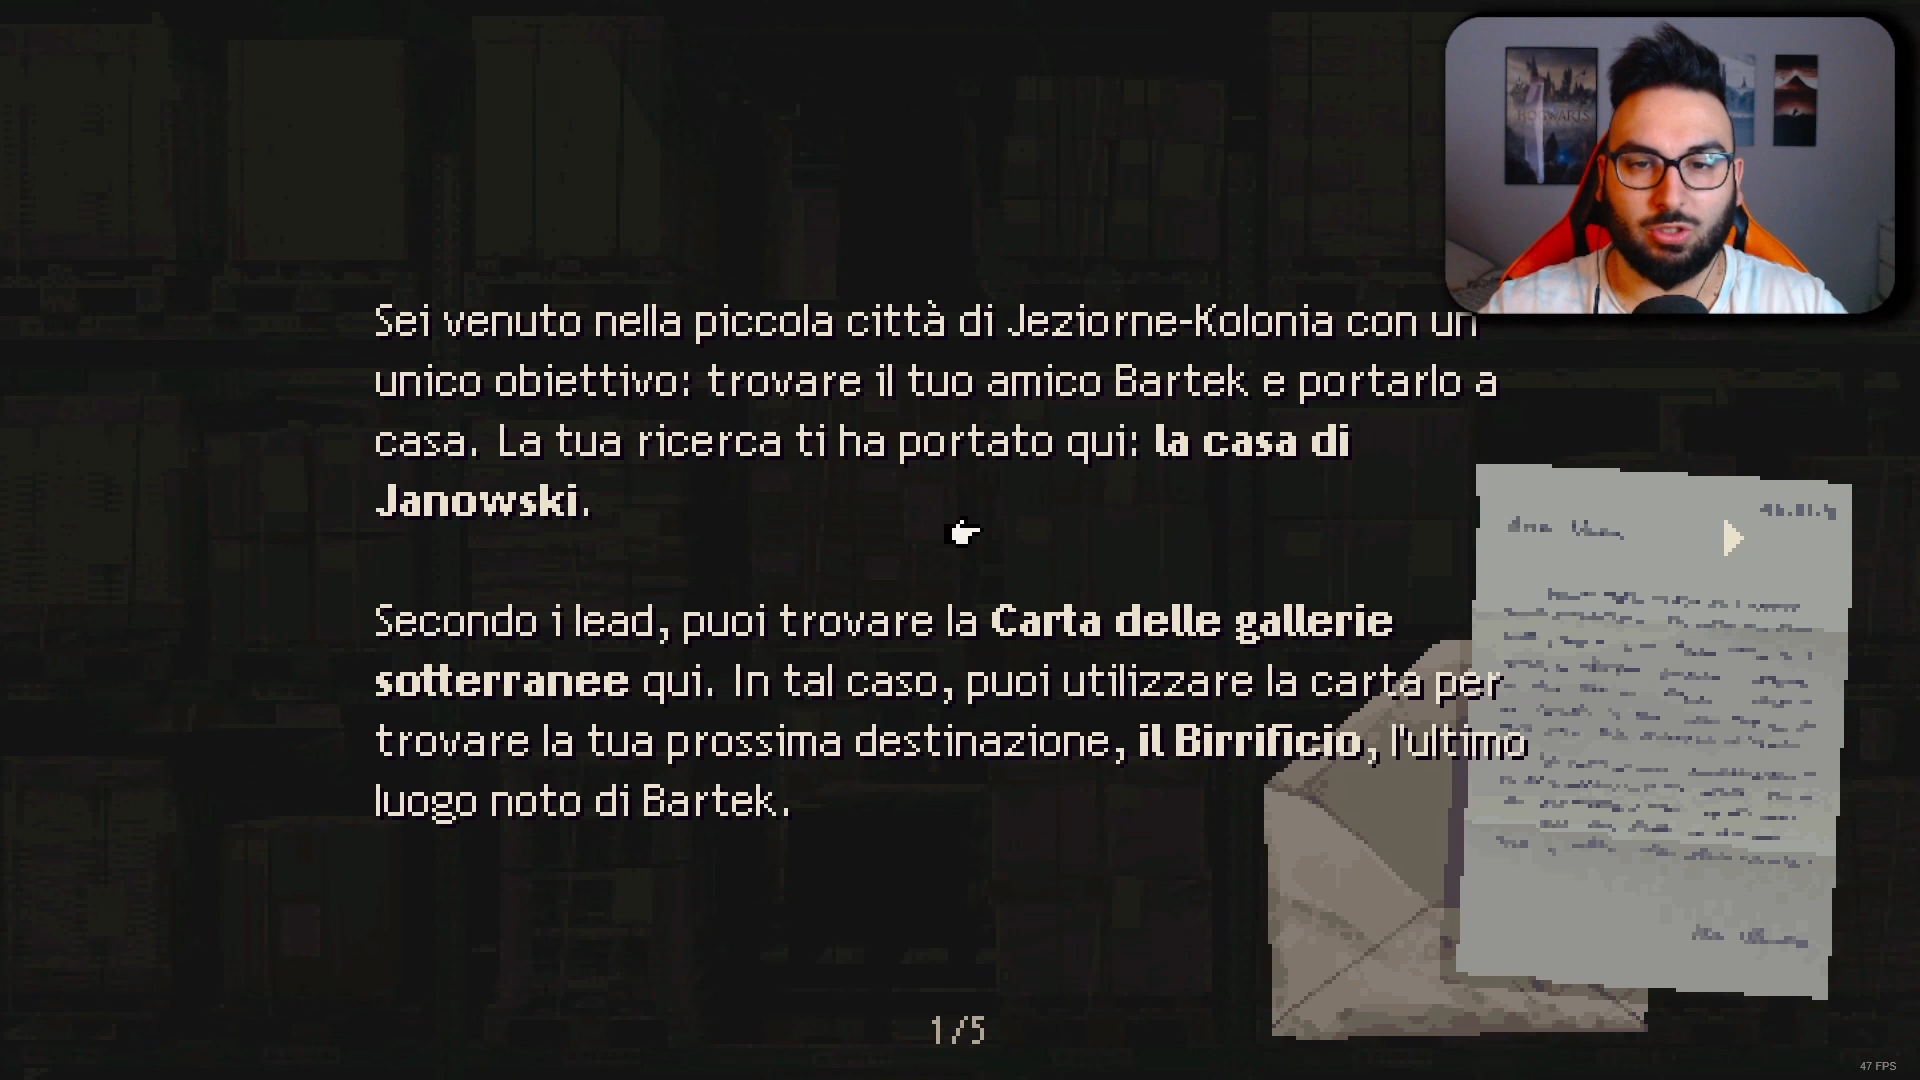 HOGWARTS
Sei venuto nella piccola città di Jeziorne-Kolonia con un
unico obiettivo: trovare il tuo amico Bartek e portarlo a
casa. La tua ricerca ti ha portato qui: la casa di
Janowski.
Secondo i lead, puoi trovare la Carta delle gallerie
sotterranee qui. In tal caso, puoi utilizzare la carta per
trovare la tua prossima destinazione, il Birrificio, l'ultimo
luogo noto di Bartek.
1/5
47 FPS